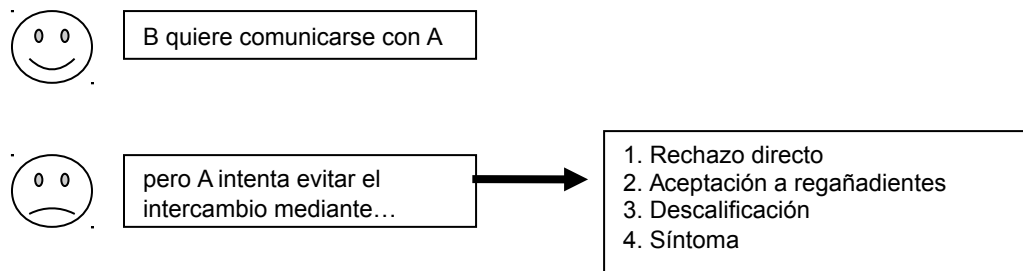 B quiere comunicarse con A
pero A intenta evitar el
intercambio mediante…
1. Rechazo directo
2. Aceptación a regañadientes
3. Descalificación
4. Síntoma